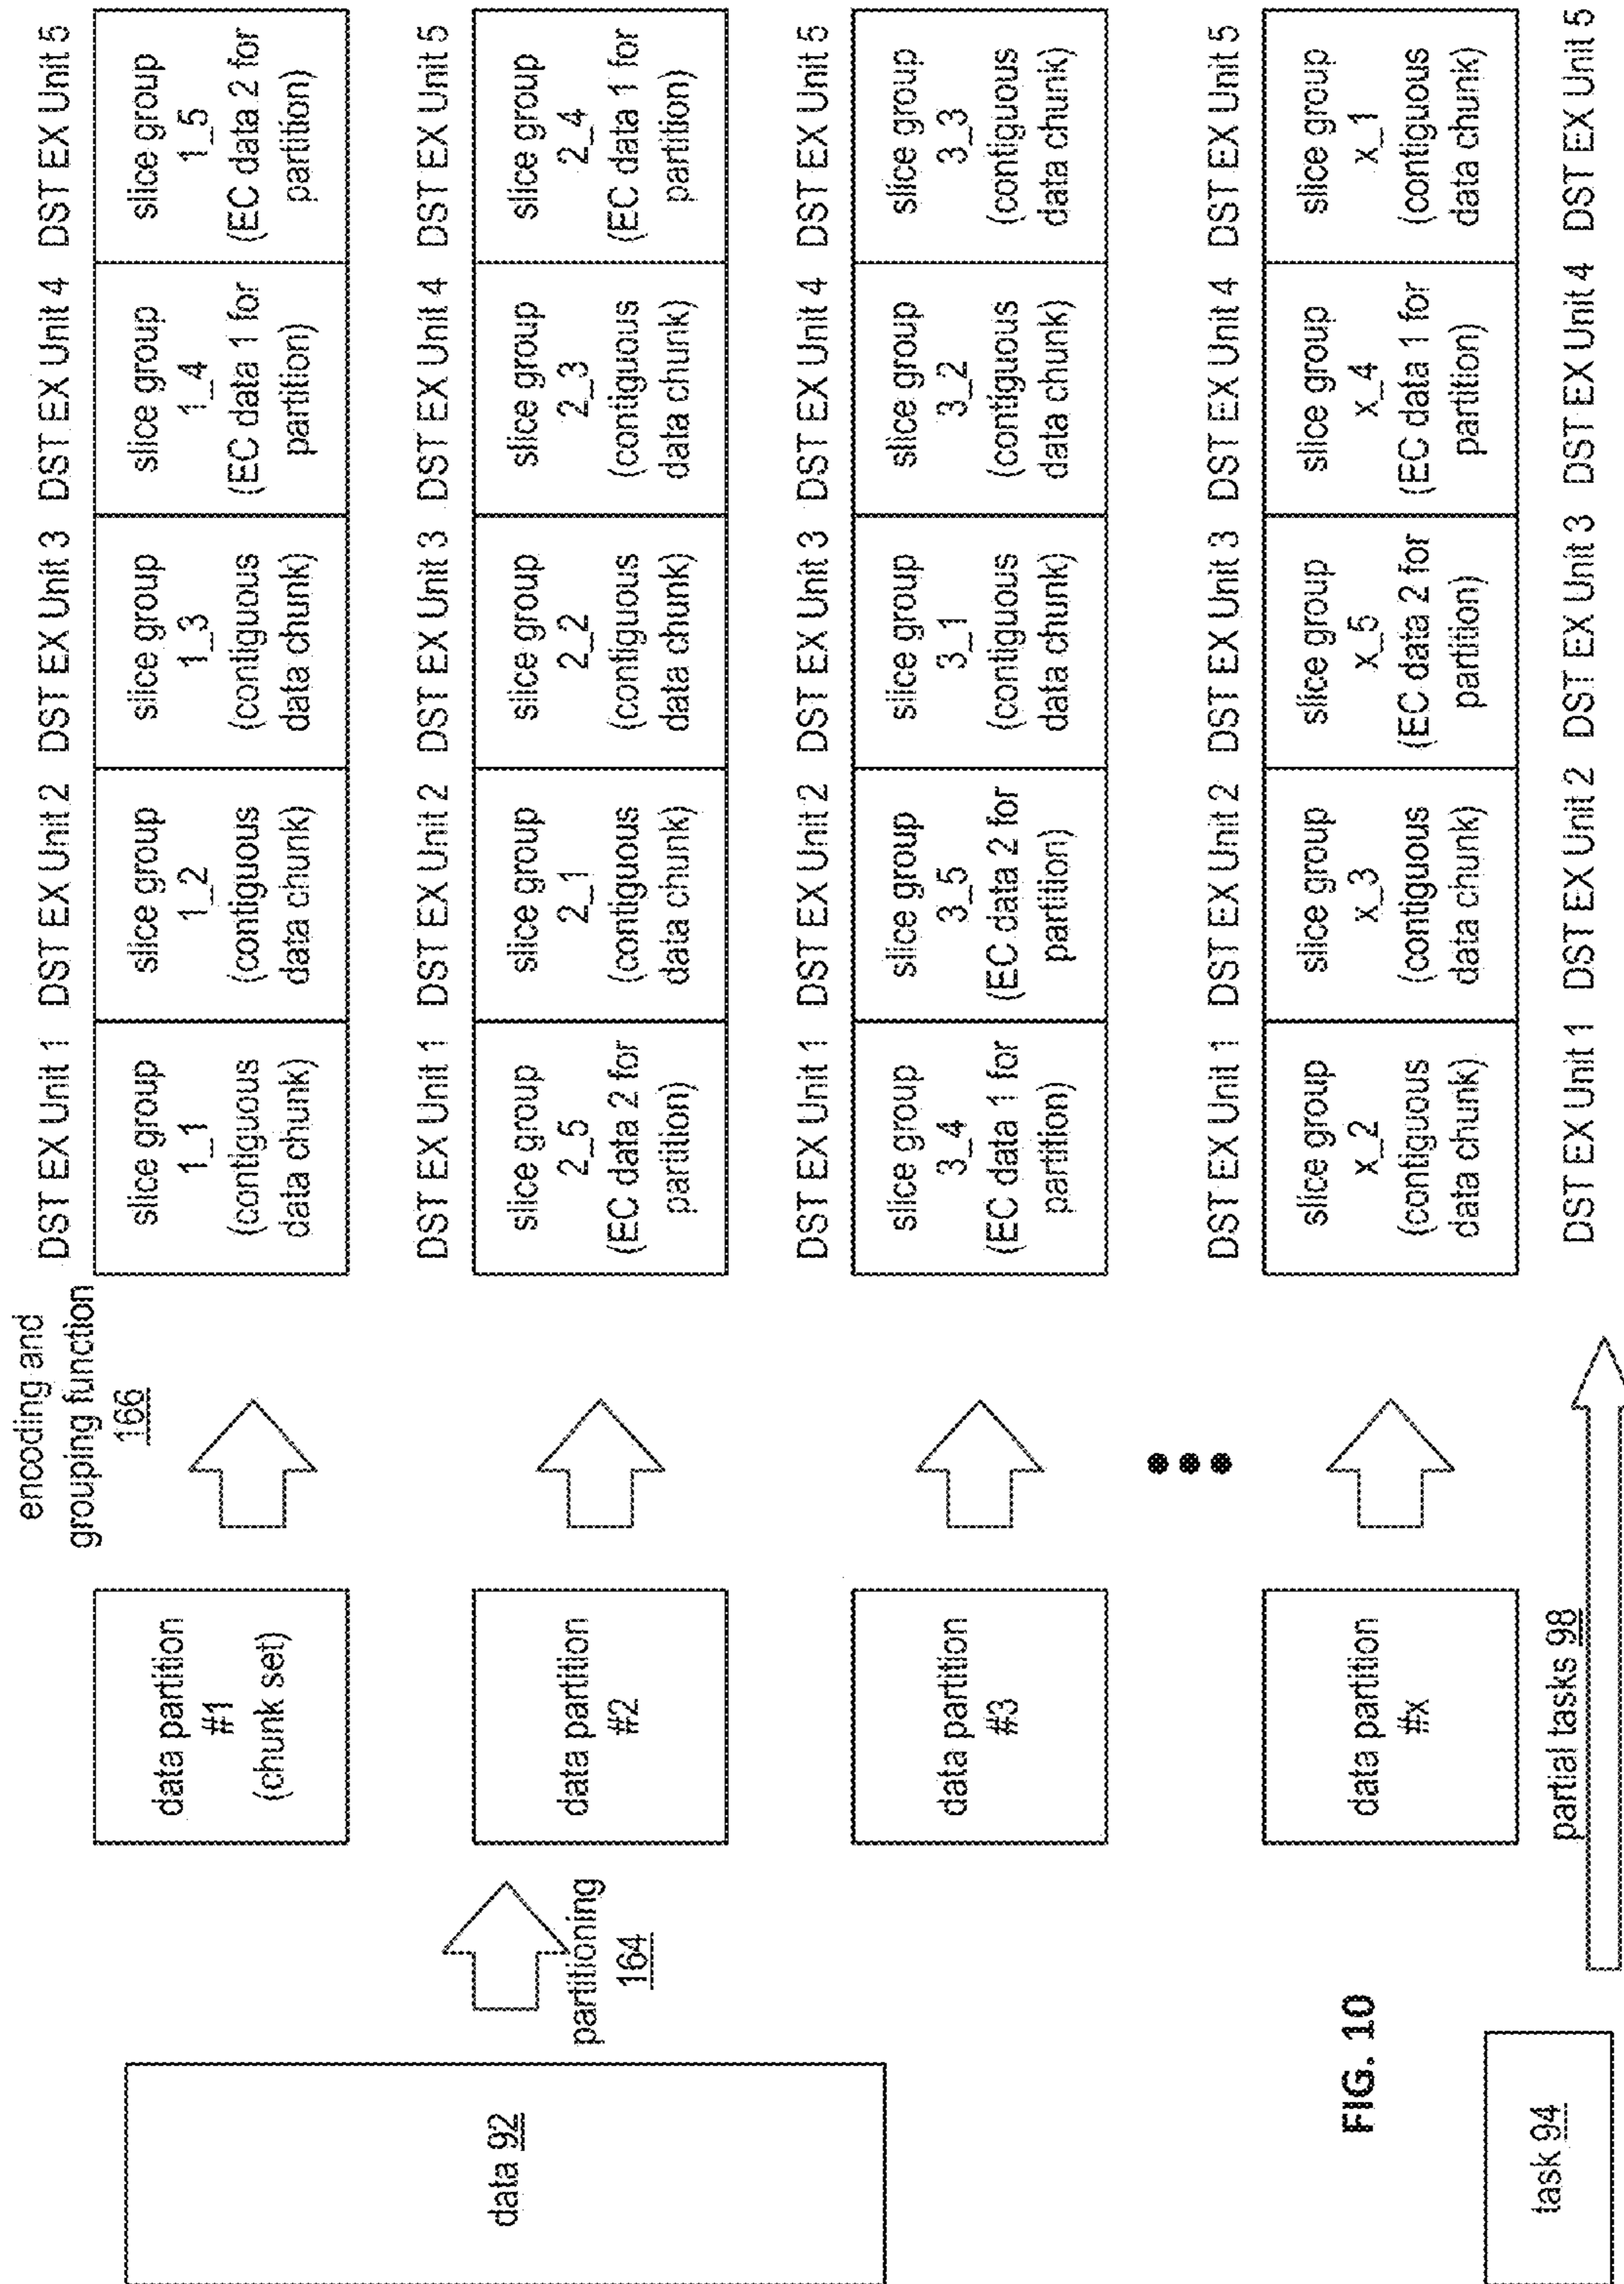 data 92
partitioning
164
data partition
#1
(chunk set)
data partition
#2
data partition
#3
data partition
#x
encoding and
grouping function
166
DST EX Unit 1
DST EX Unit 2
DST EX Unit 3
DST EX Unit 4
DST EX Unit 5
slice group
1_1
(contiguous
data chunk)
slice group
1_2
(contiguous
data chunk)
slice group
1_3
(contiguous
data chunk)
slice group
1_4
(EC data 1 for
partition)
slice group
1_5
(EC data 2 for
partition)
DST EX Unit 1
DST EX Unit 2
DST EX Unit 3
DST EX Unit 4
DST EX Unit 5
slice group
2_5
(EC data 2 for
partition)
slice group
2_1
(contiguous
data chunk)
slice group
2_2
(contiguous
data chunk)
slice group
2_3
(contiguous
data chunk)
slice group
2_4
(EC data 1 for
partition)
DST EX Unit 1
DST EX Unit 2
DST EX Unit 3
DST EX Unit 4
DST EX Unit 5
slice group
3_4
(EC data 1 for
partition)
slice group
3_5
(EC data 2 for
partition)
slice group
3_1
(contiguous
data chunk)
slice group
3_2
(contiguous
data chunk)
slice group
3_3
(contiguous
data chunk)
DST EX Unit 1
DST EX Unit 2
DST EX Unit 3
DST EX Unit 4
DST EX Unit 5
slice group
x_2
(contiguous
data chunk)
slice group
x_3
(contiguous
data chunk)
slice group
x_5
(EC data 2 for
partition)
slice group
x_4
(EC data 1 for
partition)
slice group
x_1
(contiguous
data chunk)
FIG. 10
task 94
partial tasks 98
DST EX Unit 1
DST EX Unit 2
DST EX Unit 3
DST EX Unit 4
DST EX Unit 5